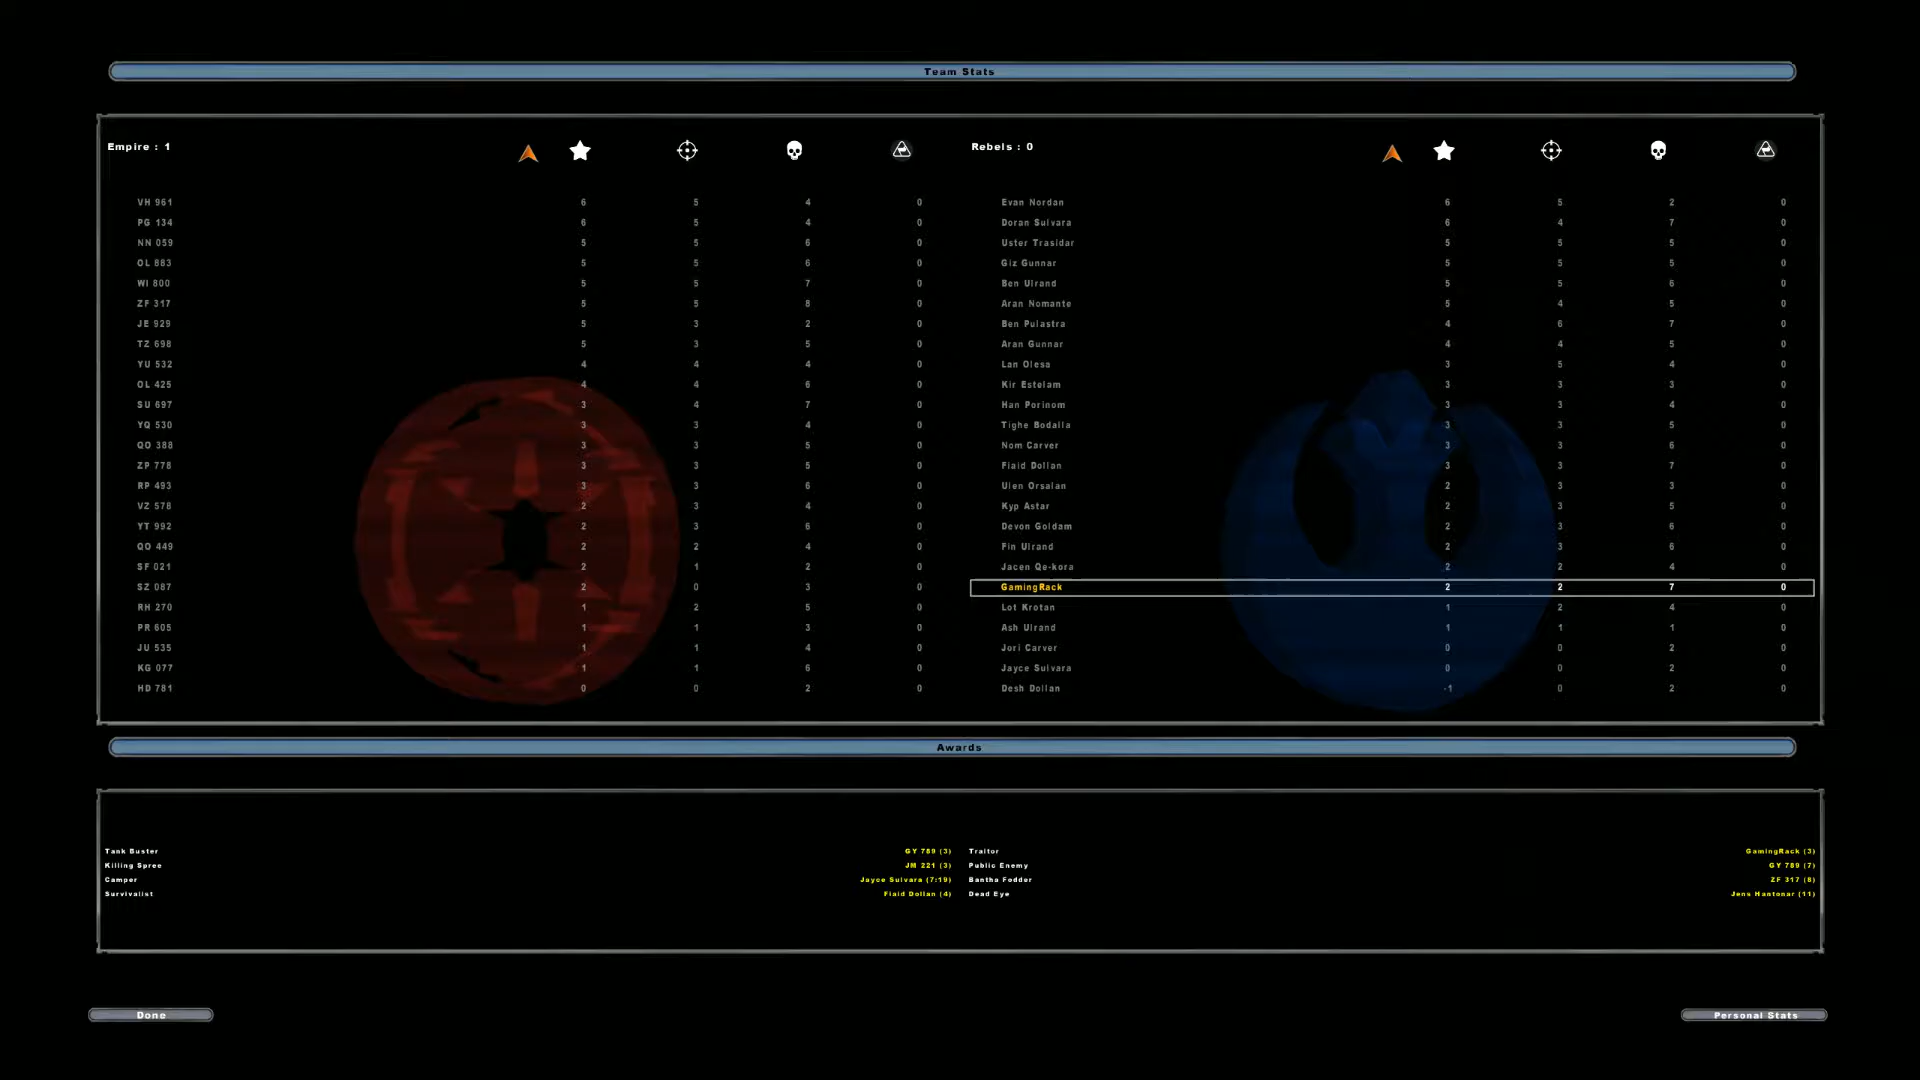 Team Stats
Empire : 1
VH 961 6 5 4 0
PG 134 6 5 4 0
NN 059 5 5 6 0
OL 883 5 5 6 0
WI 800 5 5 7 0
ZF 317 5 5 8 0
JE 929 5 3 2 0
TZ 698 5 3 5 0
YU 532 4 4 4 0
OL 425 4 4 6 0
SU 697 3 4 7 0
YQ 530 3 3 4 0
QO 388 3 3 5 0
ZP 778 3 3 5 0
RP 493 3 3 6 0
VZ 578 2 3 4 0
YT 992 2 3 6 0
QO 449 2 2 4 0
SF 021 2 1 2 0
SZ 087 2 0 3 0
RH 270 1 2 5 0
PR 605 1 1 3 0
JU 535 1 1 4 0
KG 077 1 1 6 0
HD 781 0 0 2 0
Rebels : 0
Evan Nordan 6 5 2 0
Doran Sulvara 6 4 7 0
Uster Trasidar 5 5 5 0
Giz Gunnar 5 5 5 0
Ben Ulrand 5 5 6 0
Aran Nomante 5 4 5 0
Ben Pulastra 4 6 7 0
Aran Gunnar 4 4 5 0
Lan Olesa 3 5 4 0
Kir Estelam 3 3 3 0
Han Porinom 3 3 4 0
Tighe Bodalla 3 3 5 0
Nom Carver 3 3 6 0
Fiaid Dollan 3 3 7 0
Ulen Orsalan 2 3 3 0
Kyp Astar 2 3 5 0
Devon Goldam 2 3 6 0
Fin Ulrand 2 3 6 0
Jacen Qe-kora 2 2 4 0
GamingRack 2 2 7 0
Lot Krotan 1 2 4 0
Ash Ulrand 1 1 1 0
Jori Carver 0 0 2 0
Jayce Sulvara 0 0 2 0
Desh Dollan -1 0 2 0
Awards
Tank Buster GY 789 (3)
Killing Spree JM 221 (3)
Camper Jayce Sulvara (7:19)
Survivalist Fiaid Dollan (4)
Traitor GamingRack (3)
Public Enemy GY 789 (7)
Bantha Fodder ZF 317 (8)
Dead Eye Jens Hantonar (11)
Done
Personal Stats